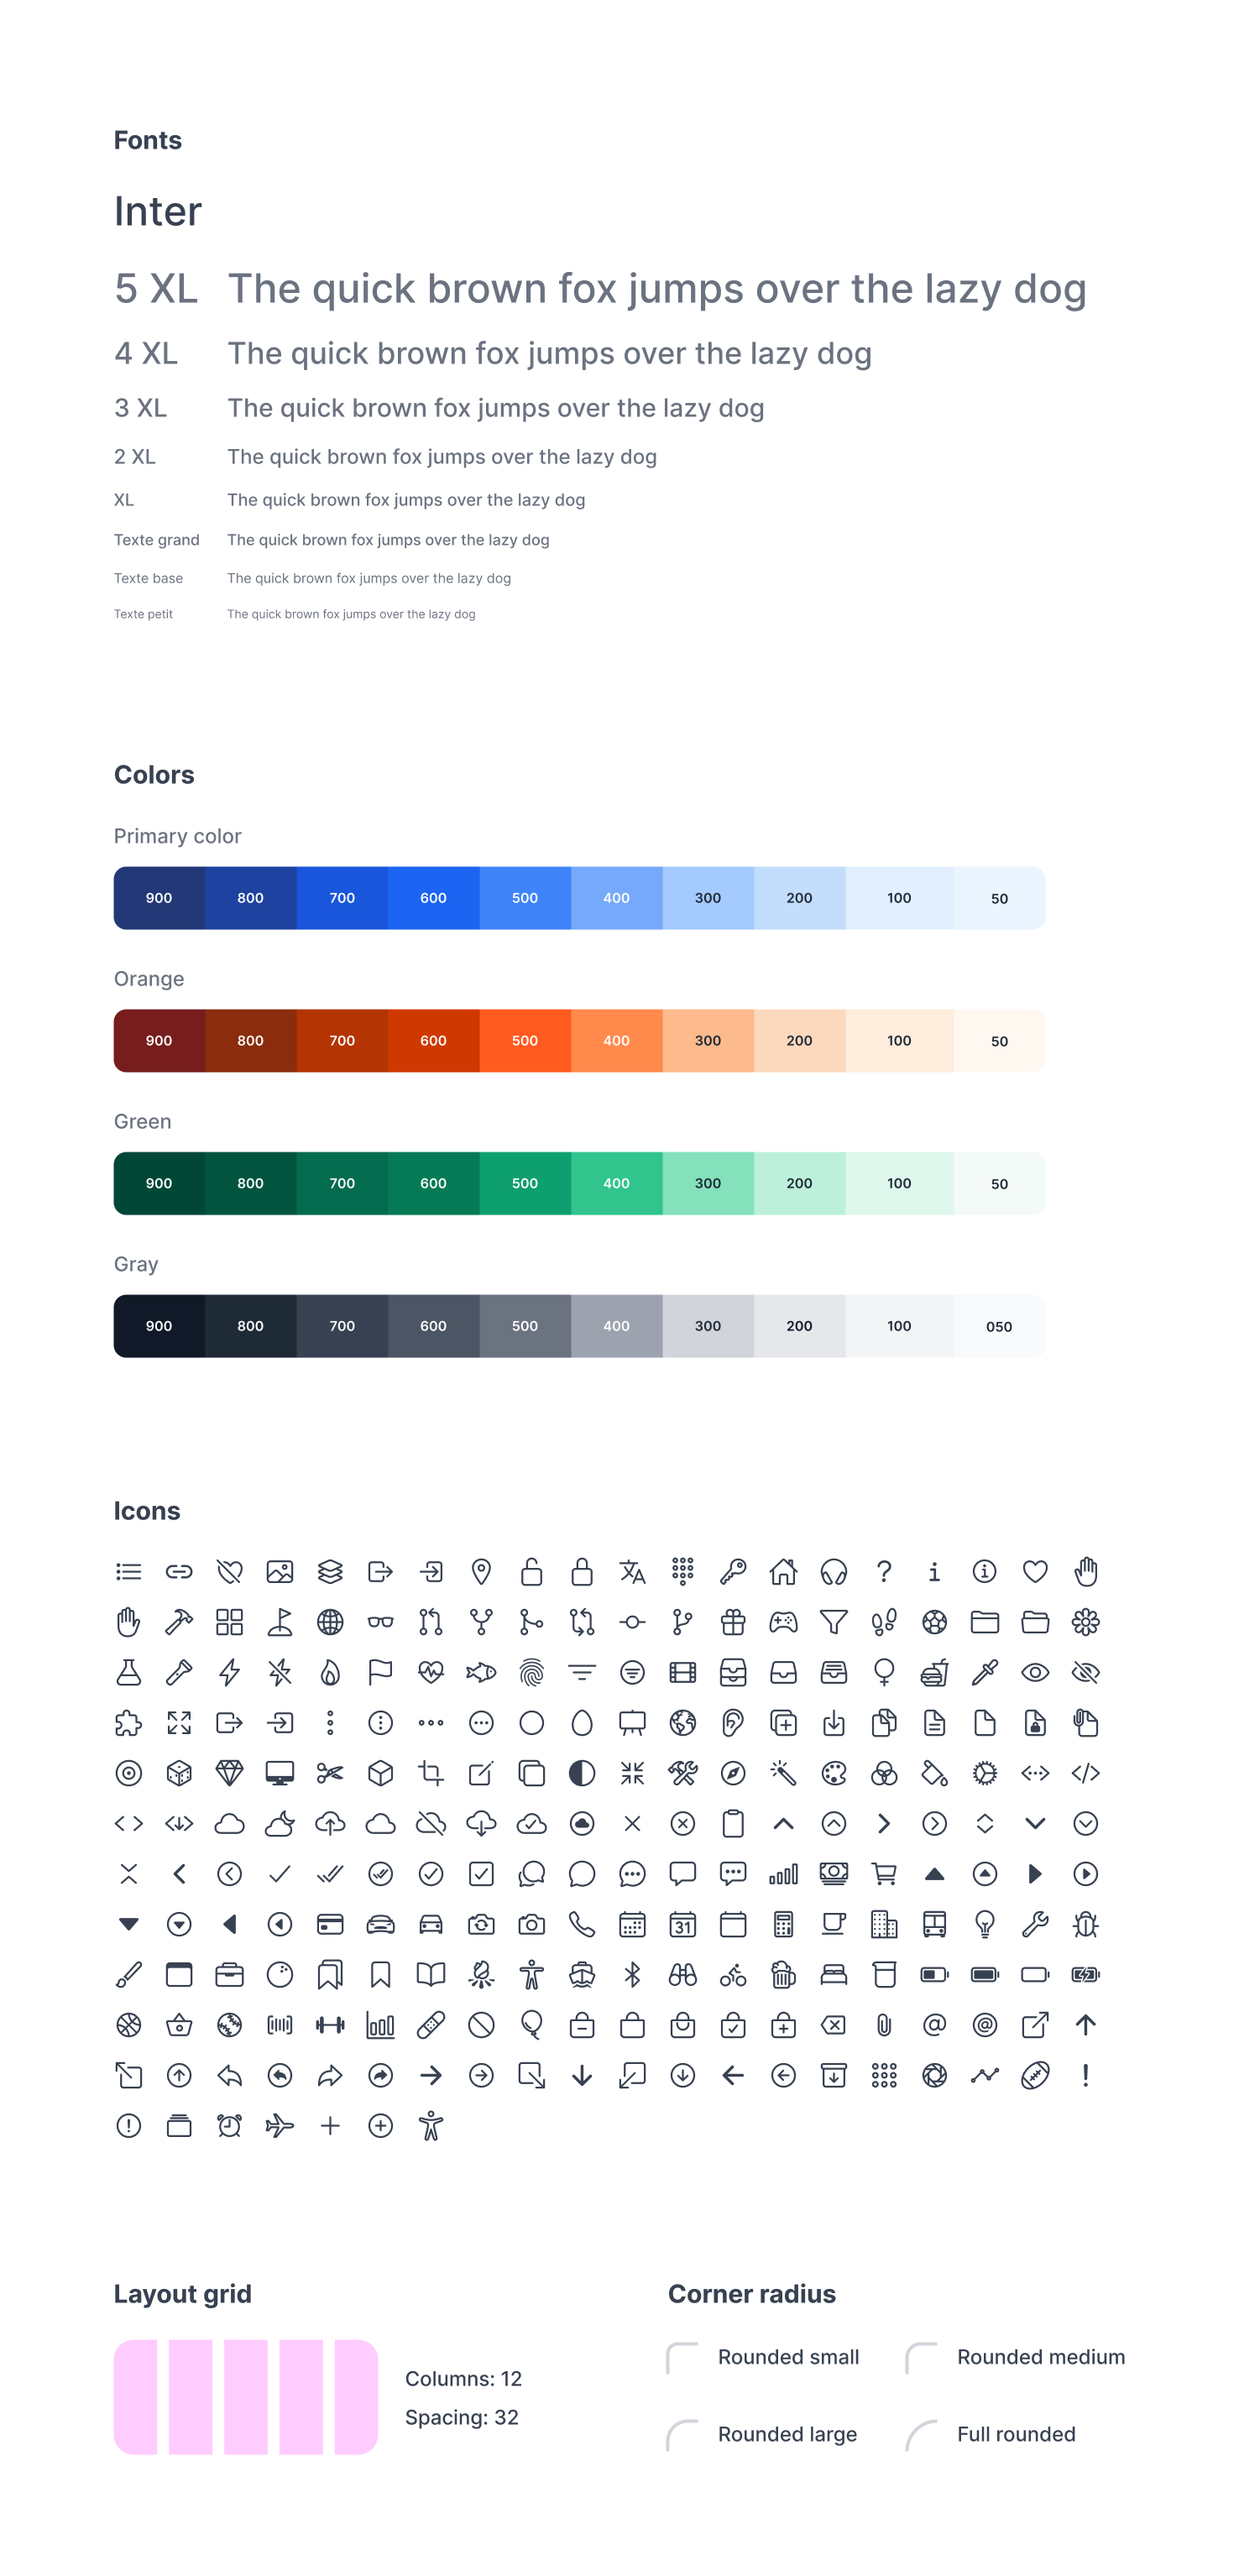 Fonts
Inter
5 XL The quick brown fox jumps over the lazy dog
4 XL The quick brown fox jumps over the lazy dog
3 XL The quick brown fox jumps over the lazy dog
2 XL The quick brown fox jumps over the lazy dog
XL The quick brown fox jumps over the lazy dog
Texte grand The quick brown fox jumps over the lazy dog
Texte base The quick brown fox jumps over the lazy dog
Texte petit The quick brown fox jumps over the lazy dog
Colors
Primary color
900 800 700 600 500 400 300 200 100 50
Orange
900 800 700 600 500 400 300 200 100 50
Green
900 800 700 600 500 400 300 200 100 50
Gray
900 800 700 600 500 400 300 200 100 050
Icons
31
Layout grid
Columns: 12
Spacing: 32
Corner radius
Rounded small Rounded medium
Rounded large Full rounded